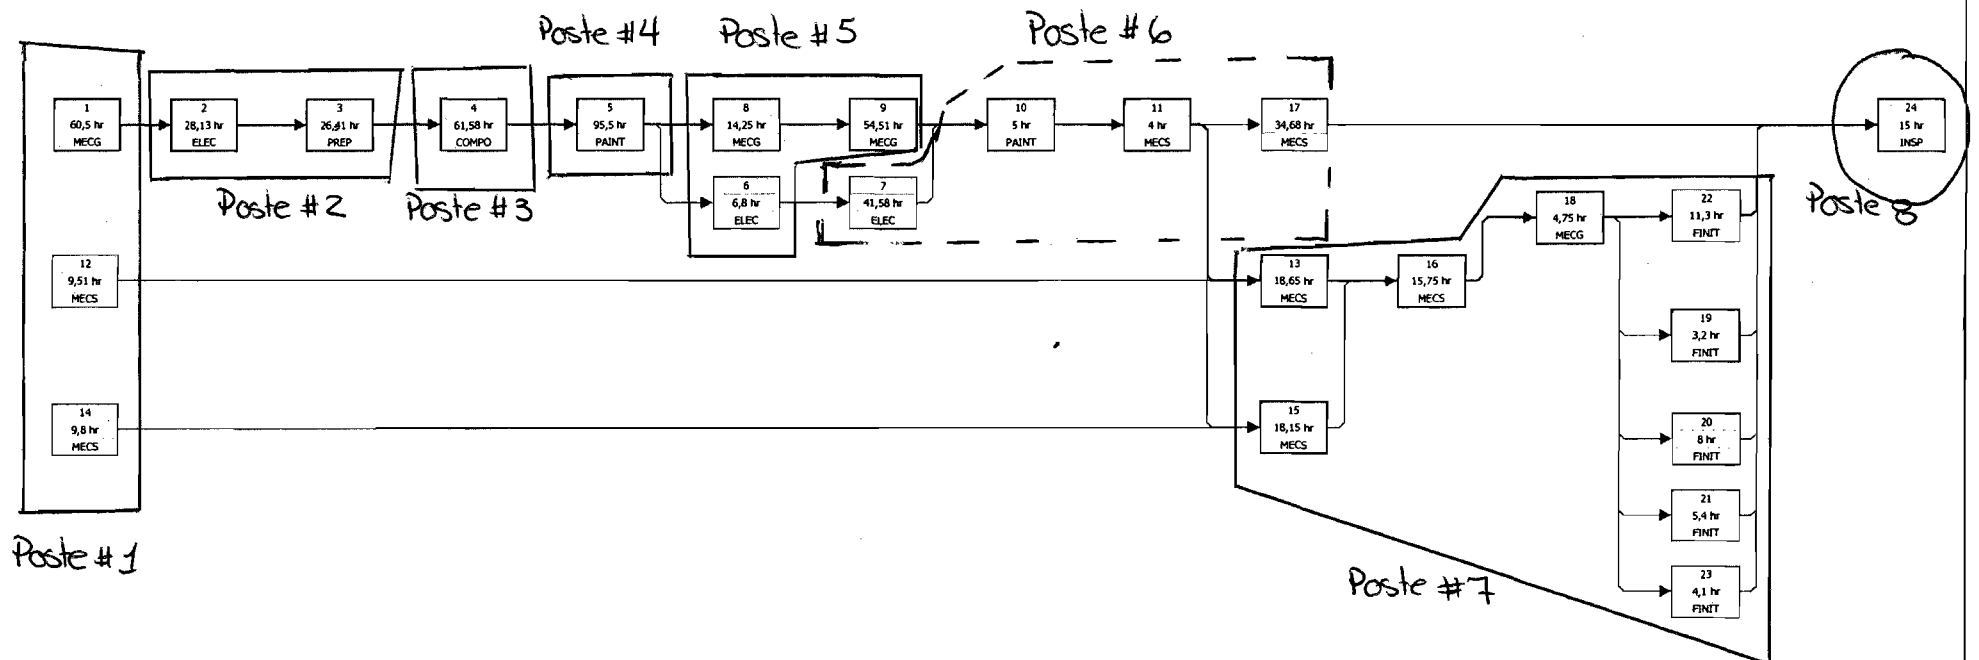 Poste #4
Poste #5
Poste #6
1
60,5 hr
MECG
2
28,13 hr
ELEC
3
26,41 hr
PREP
4
61,58 hr
COMPO
5
95,5 hr
PAINT
8
14,25 hr
MECG
9
54,51 hr
MECG
10
5 hr
PAINT
11
4 hr
MECS
17
34,68 hr
MECS
24
15 hr
INSP
Poste #2
Poste #3
6
6,8 hr
ELEC
7
41,58 hr
ELEC
18
4,75 hr
MECG
22
11,3 hr
FINIT
Poste 8
12
9,51 hr
MECS
13
18,65 hr
MECS
16
15,75 hr
MECS
19
3,2 hr
FINIT
14
9,8 hr
MECS
15
18,15 hr
MECS
20
8 hr
FINIT
21
5,4 hr
FINIT
Poste #1
23
4,1 hr
FINIT
Poste #7